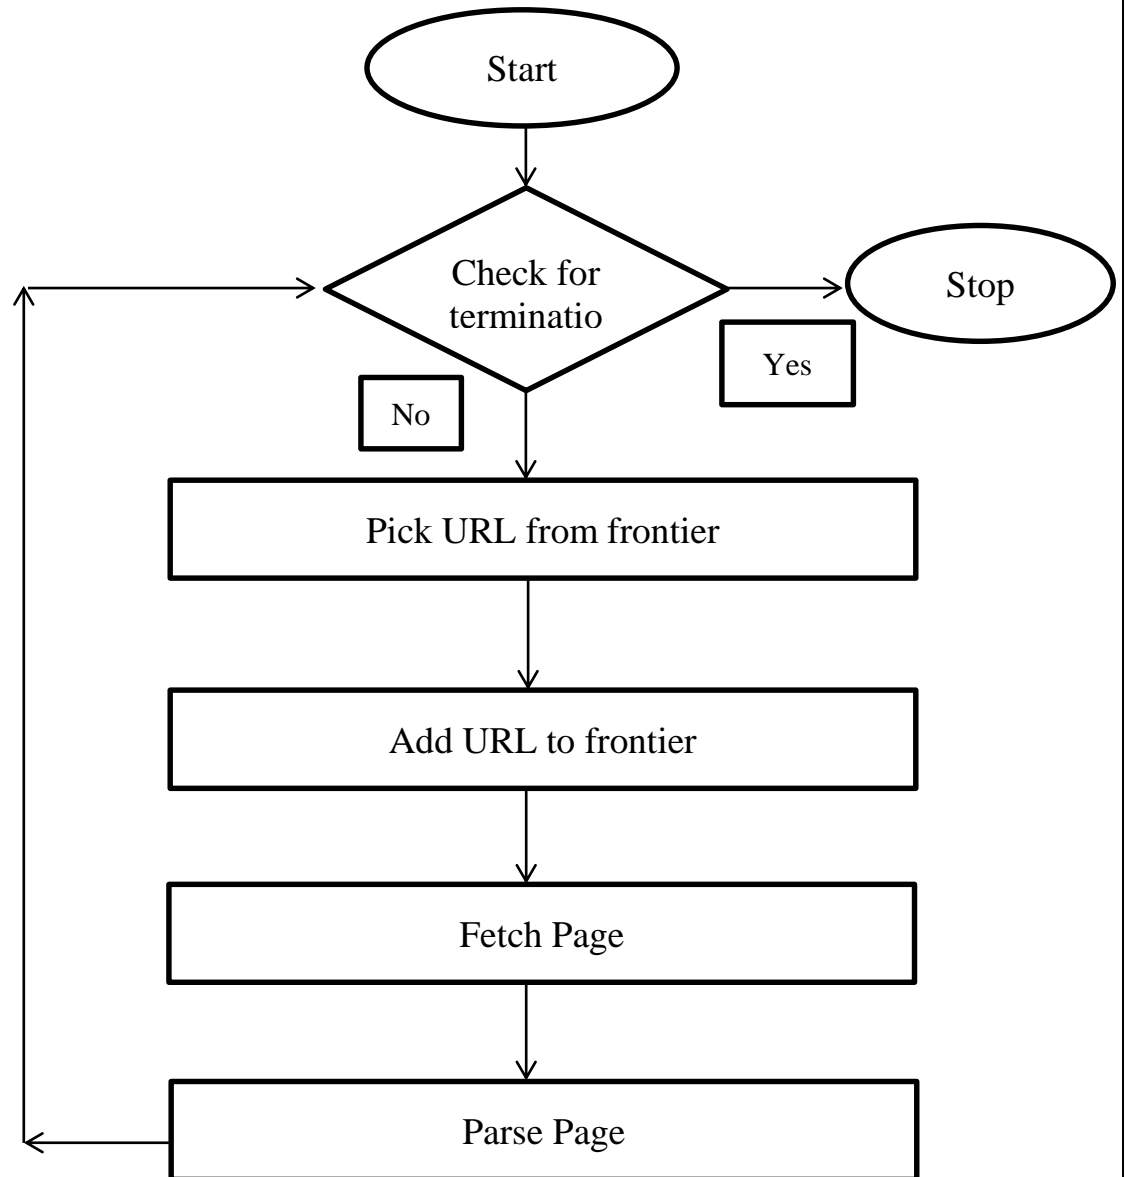 Start
Check for
terminatio
Stop
Yes
No
Pick URL from frontier
Add URL to frontier
Fetch Page
Parse Page